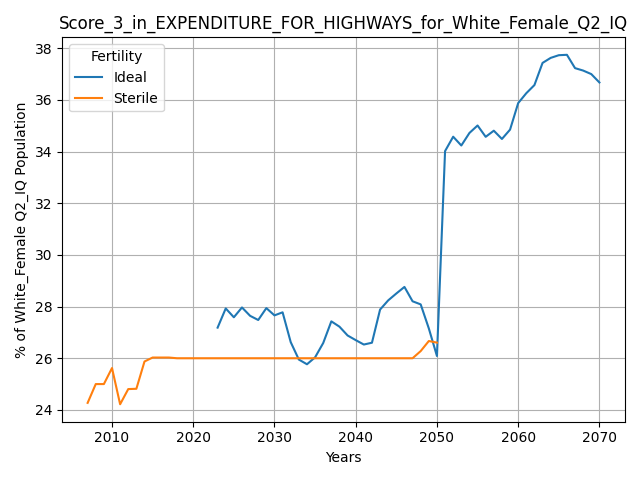 Score_3_in_EXPENDITURE_FOR_HIGHWAYS_for_White_Female_Q2_IQ
Fertility
Ideal
Sterile
% of White_Female Q2_IQ Population
38
36
34
32
30
28
26
24
2010 2020 2030 2040 2050 2060 2070
Years